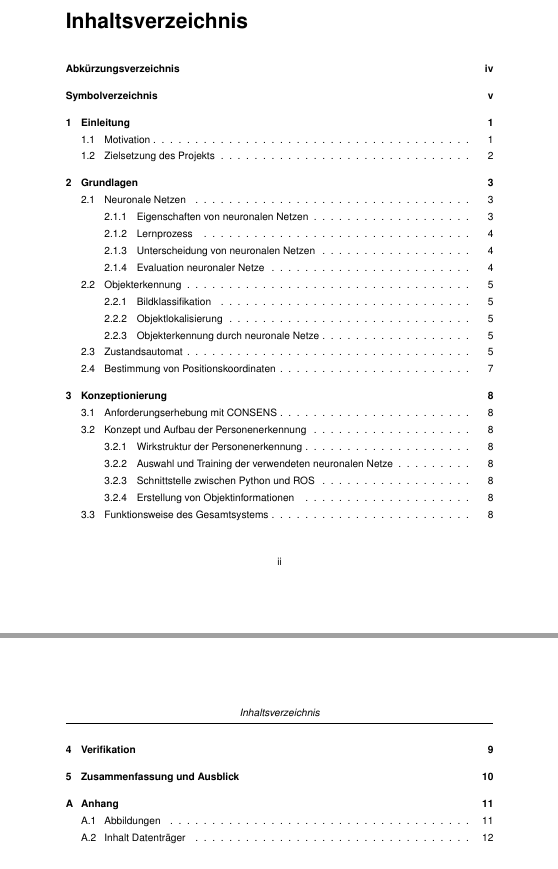 Inhaltsverzeichnis
Abkürzungsverzeichnis iv
Symbolverzeichnis v
1 Einleitung 1
1.1 Motivation . . . . . . . . . . . . . . . . . . . . . . . . . . . . . . 1
1.2 Zielsetzung des Projekts . . . . . . . . . . . . . . . . . . . . . . . . 2
2 Grundlagen 3
2.1 Neuronale Netzen . . . . . . . . . . . . . . . . . . . . . . . . . . 3
2.1.1 Eigenschaften von neuronalen Netzen . . . . . . . . . . . . . . . 3
2.1.2 Lernprozess . . . . . . . . . . . . . . . . . . . . . . . . . . 4
2.1.3 Unterscheidung von neuronalen Netzen . . . . . . . . . . . . . . 4
2.1.4 Evaluation neuronaler Netze . . . . . . . . . . . . . . . . . . . 4
2.2 Objekterkennung . . . . . . . . . . . . . . . . . . . . . . . . . . . 5
2.2.1 Bildklassifikation . . . . . . . . . . . . . . . . . . . . . . . . 5
2.2.2 Objektlokalisierung . . . . . . . . . . . . . . . . . . . . . . . 5
2.2.3 Objekterkennung durch neuronale Netze . . . . . . . . . . . . . . 5
2.3 Zustandsautomat . . . . . . . . . . . . . . . . . . . . . . . . . . . 5
2.4 Bestimmung von Positionskoordinaten . . . . . . . . . . . . . . . . . . 7
3 Konzeptionierung 8
3.1 Anforderungserhebung mit CONSENS . . . . . . . . . . . . . . . . . . 8
3.2 Konzept und Aufbau der Personenerkennung . . . . . . . . . . . . . . . 8
3.2.1 Wirkstruktur der Personenerkennung . . . . . . . . . . . . . . . . 8
3.2.2 Auswahl und Training der verwendeten neuronalen Netze . . . . . . . 8
3.2.3 Schnittstelle zwischen Python und ROS . . . . . . . . . . . . . . 8
3.2.4 Erstellung von Objektinformationen . . . . . . . . . . . . . . . . 8
3.3 Funktionsweise des Gesamtsystems . . . . . . . . . . . . . . . . . . . 8
ii
Inhaltsverzeichnis
4 Verifikation 9
5 Zusammenfassung und Ausblick 10
A Anhang 11
A.1 Abbildungen . . . . . . . . . . . . . . . . . . . . . . . . . . . . 11
A.2 Inhalt Datenträger . . . . . . . . . . . . . . . . . . . . . . . . . . 12